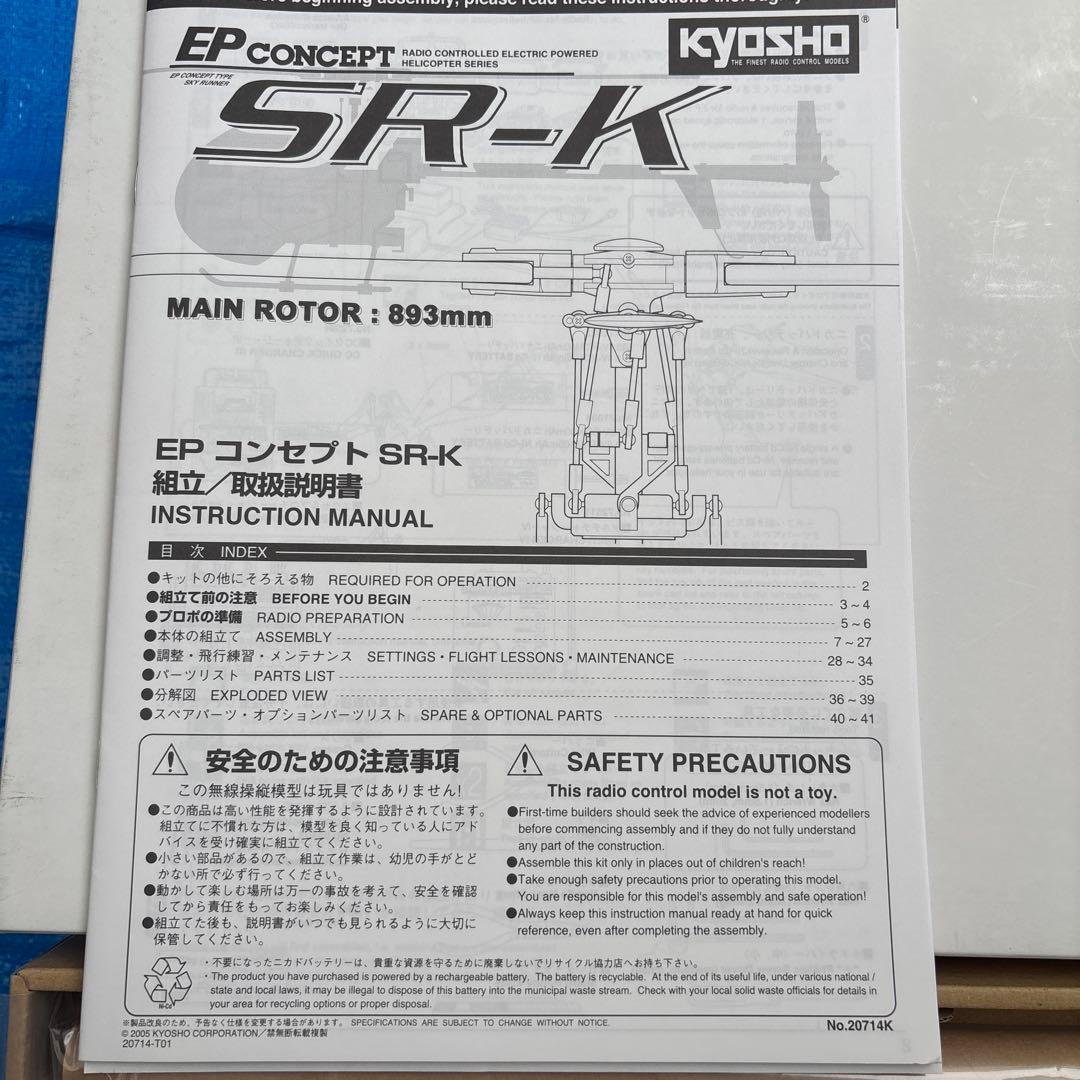 beginning assembly, please read these instructions
EP CONCEPT RADIO CONTROLLED ELECTRIC POWERED
HELICOPTER SERIES
KYOSHO®
THE FINEST RADIO CONTROL MODELS
EP CONCEPT TYPE
SKY RUNNER
SR-K
MAIN ROTOR : 893mm
EP コンセプト SR-K
組立／取扱説明書
INSTRUCTION MANUAL
目 次 INDEX
●キットの他にそろえる物 REQUIRED FOR OPERATION 2
●組立て前の注意 BEFORE YOU BEGIN 3～4
●プロポの準備 RADIO PREPARATION 5～6
●本体の組立て ASSEMBLY 7～27
●調整・飛行練習・メンテナンス SETTINGS・FLIGHT LESSONS・MAINTENANCE 28～34
●パーツリスト PARTS LIST 35
●分解図 EXPLODED VIEW 36～39
●スペアパーツ・オプションパーツリスト SPARE & OPTIONAL PARTS 40～41
安全のための注意事項
この無線操縦模型は玩具ではありません!
●この商品は高い性能を発揮するように設計されています。
組立てに不慣れな方は、模型を良く知っている人にアド
バイスを受け確実に組立ててください。
●小さい部品があるので、組立て作業は、幼児の手がとど
かない所で必ず行ってください。
●動かして楽しむ場所は万一の事故を考えて、安全を確認
してから責任をもってお楽しみください。
●組立てた後も、説明書がいつでも見られるように大切に
保管してください。
SAFETY PRECAUTIONS
This radio control model is not a toy.
●First-time builders should seek the advice of experienced modellers
before commencing assembly and if they do not fully understand
any part of the construction.
●Assemble this kit only in places out of children's reach!
●Take enough safety precautions prior to operating this model.
You are responsible for this model's assembly and safe operation!
●Always keep this instruction manual ready at hand for quick
reference, even after completing the assembly.
Ni-Cd
・不要になったニカドバッテリーは、貴重な資源を守るために廃棄しないでリサイクル協力店へお持ち下さい。
・The product you have purchased is powered by a rechargeable battery. The battery is recyclable. At the end of its useful life, under various national /
state and local laws, it may be illegal to dispose of this battery into the municipal waste stream. Check with your local solid waste officials for details in
your area for recycling options or proper disposal.
※製品改良のため、予告なく仕様を変更する場合があります。 SPECIFICATIONS ARE SUBJECT TO CHANGE WITHOUT NOTICE.
© 2005 KYOSHO CORPORATION／禁無断転載複製
20714-T01
No.20714K